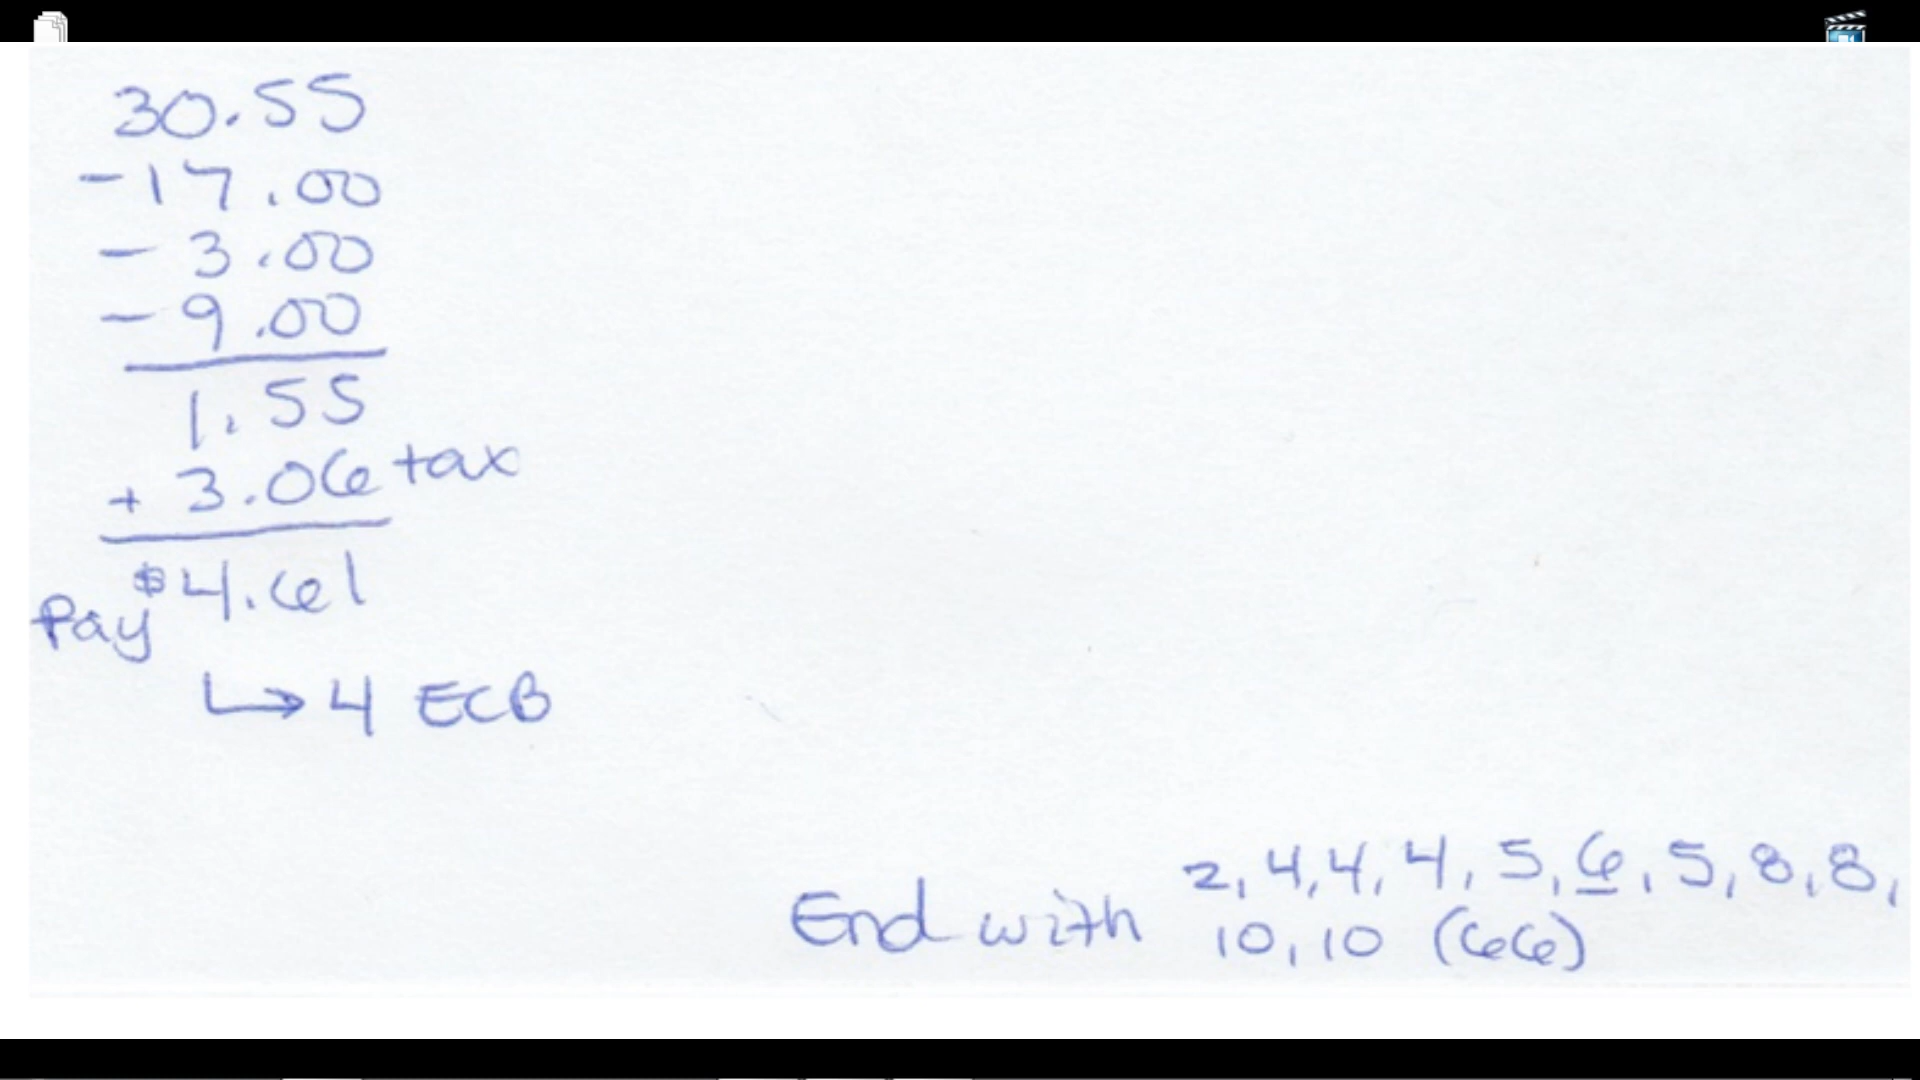 30.55
-17.00
- 3.00
- 9.00
1.55
+ 3.06 tax
$4.61
Pay
↳ 4 ECB
2, 4, 4, 4, 5, 6, 5, 8, 8,
End with 10, 10 (66)